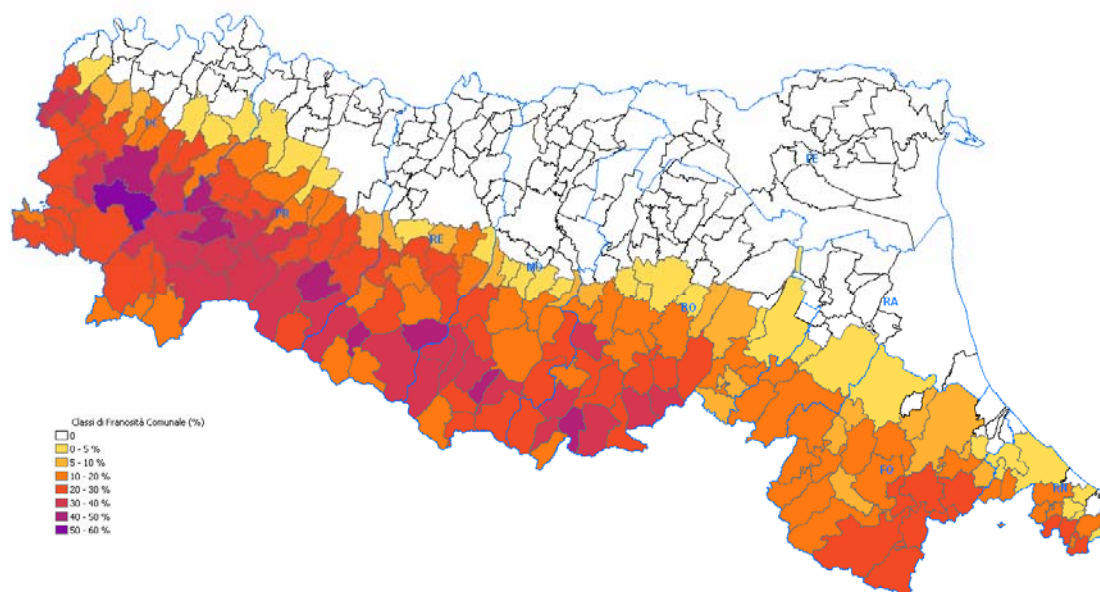 FE
PC
PR
RE
MO
BO
RA
FO
RN
Classi di Franosità Comunale (%)
0
0 - 5 %
5 - 10 %
10 - 20 %
20 - 30 %
30 - 40 %
40 - 50 %
50 - 60 %